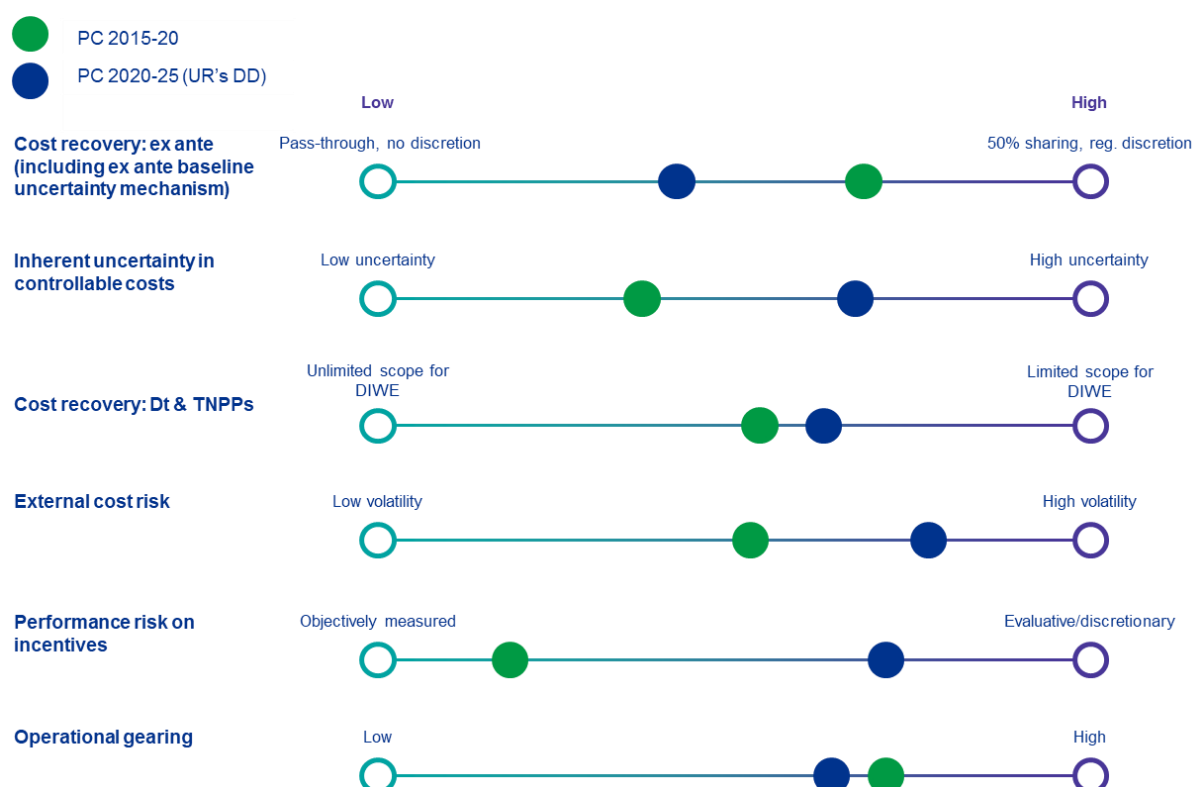 PC 2015-20
PC 2020-25 (UR's DD)
Low
High
Cost recovery: ex ante
(including ex ante baseline
uncertainty mechanism)
Pass-through, no discretion
50% sharing, reg. discretion
Inherent uncertainty in
controllable costs
Low uncertainty
High uncertainty
Cost recovery: Dt & TNPPs
Unlimited scope for
DIWE
Limited scope for
DIWE
External cost risk
Low volatility
High volatility
Performance risk on
incentives
Objectively measured
Evaluative/discretionary
Operational gearing
Low
High